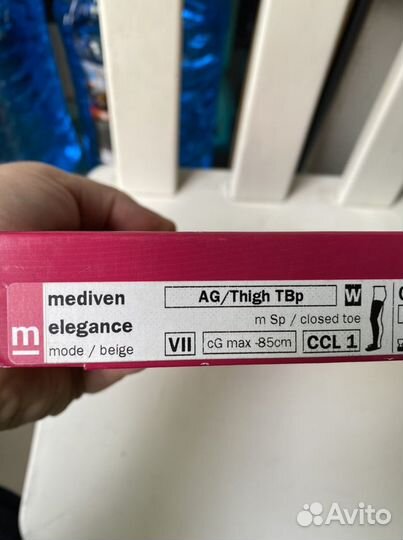 m
mediven
elegance
mode / beige
AG/Thigh TBp W
m Sp / closed toe
VII cG max -85cm CCL 1
Avito